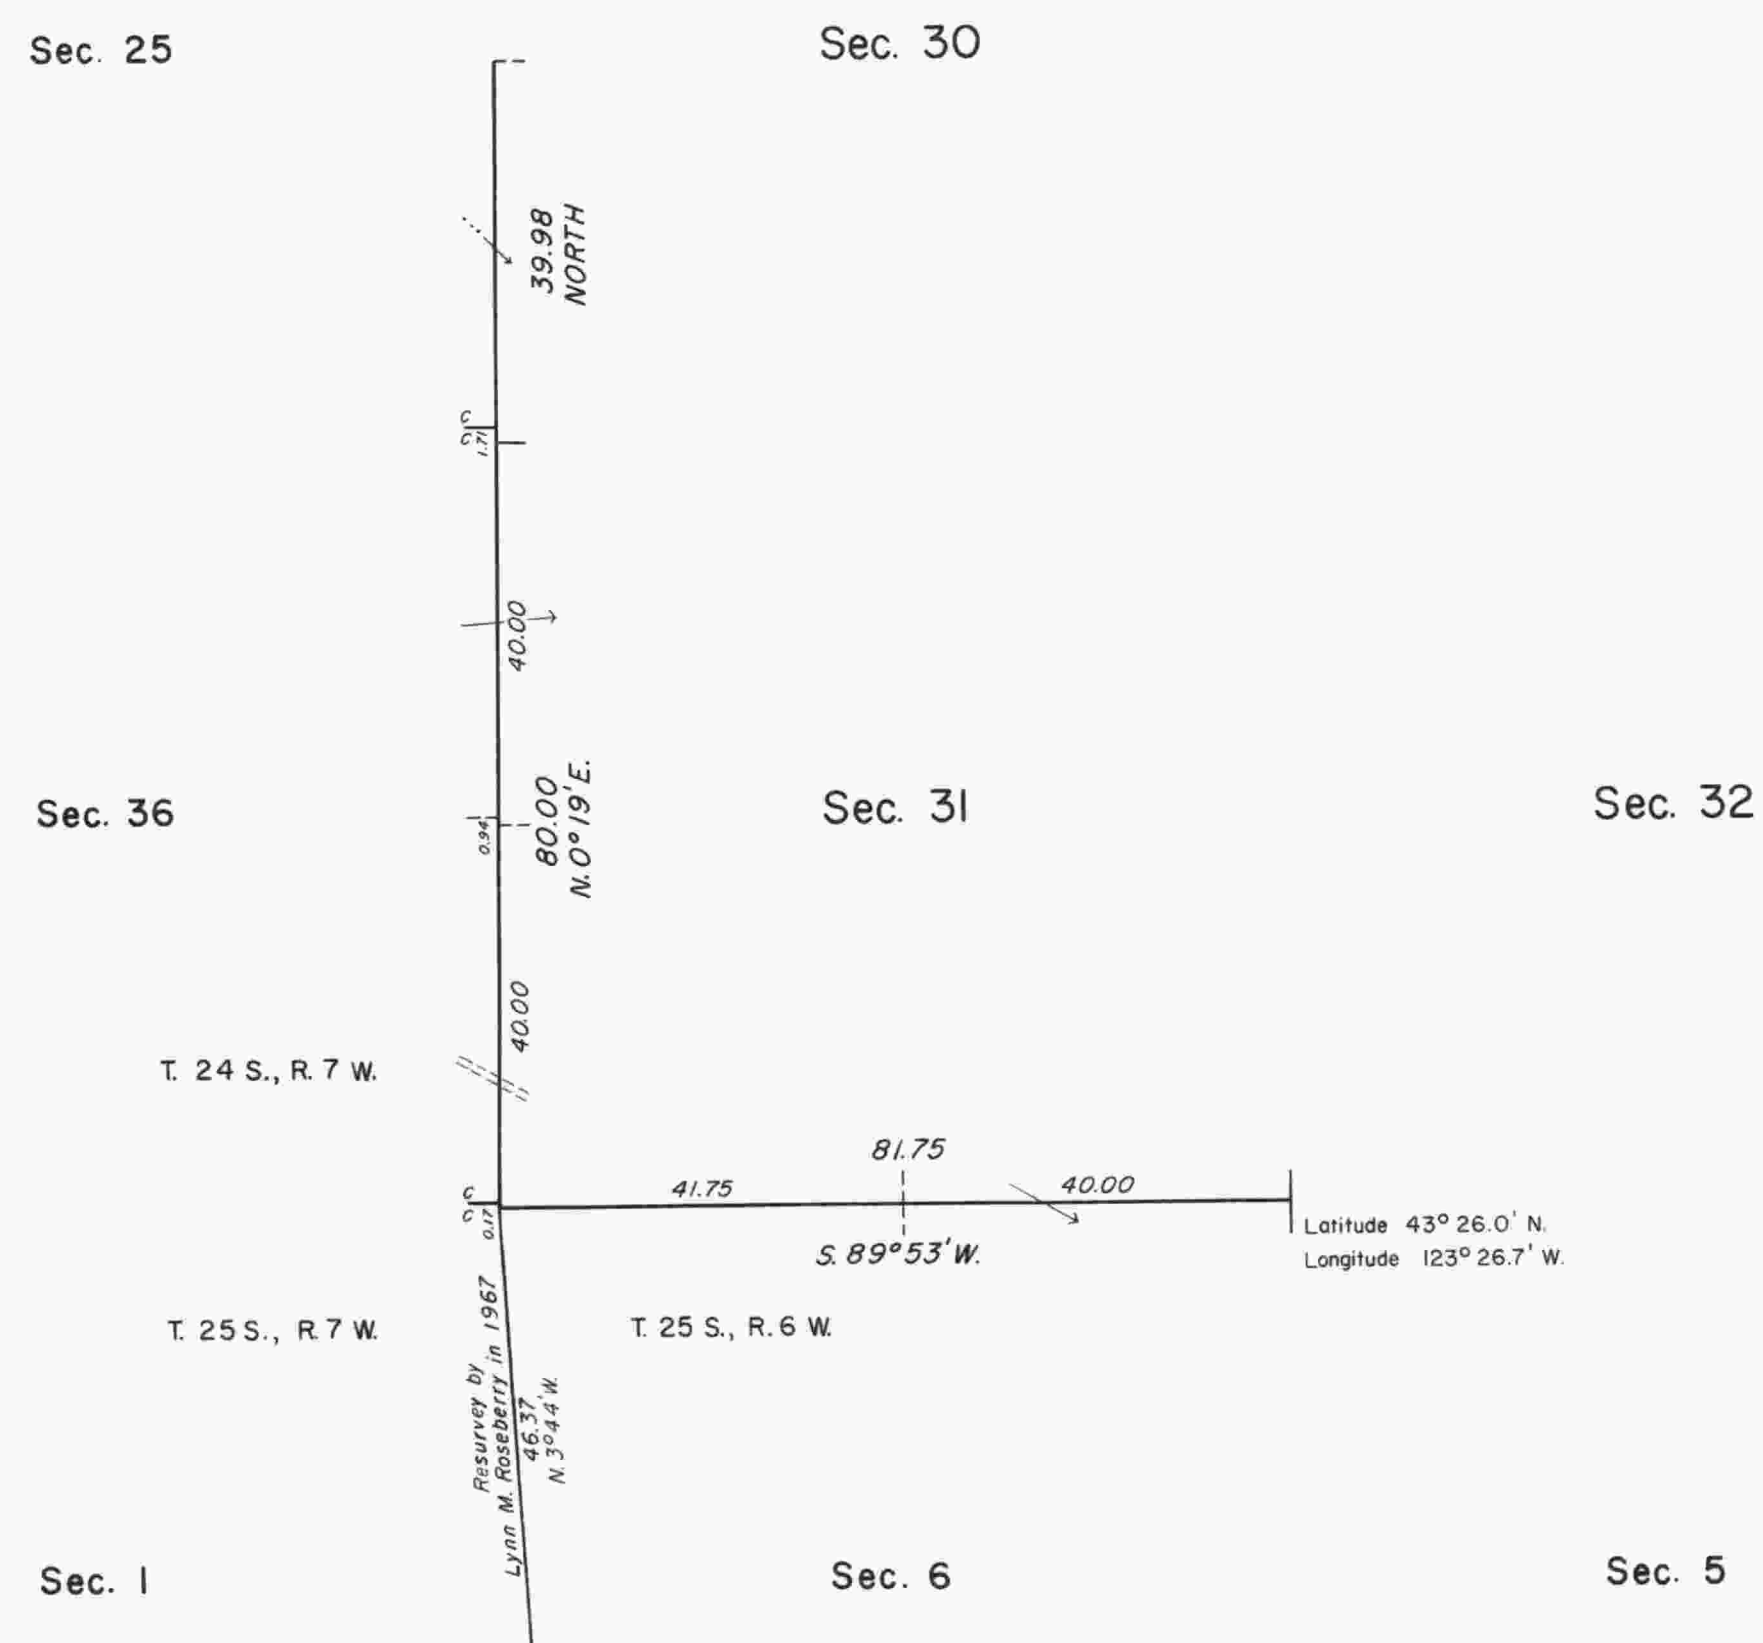 Sec. 25
Sec. 30
39.98
NORTH
C
C
1.71
40.00
Sec. 36
0.94
80.00
N. 0° 19' E.
Sec. 31
Sec. 32
40.00
T. 24 S., R. 7 W.
81.75
41.75
40.00
C
C
0.17
S. 89° 53' W.
Latitude 43° 26.0' N.
Longitude 123° 26.7' W.
T. 25 S., R. 7 W.
Resurvey by
Lynn M. Roseberry in 1967
46.37
N. 3° 44' W.
T. 25 S., R. 6 W.
Sec. 1
Sec. 6
Sec. 5